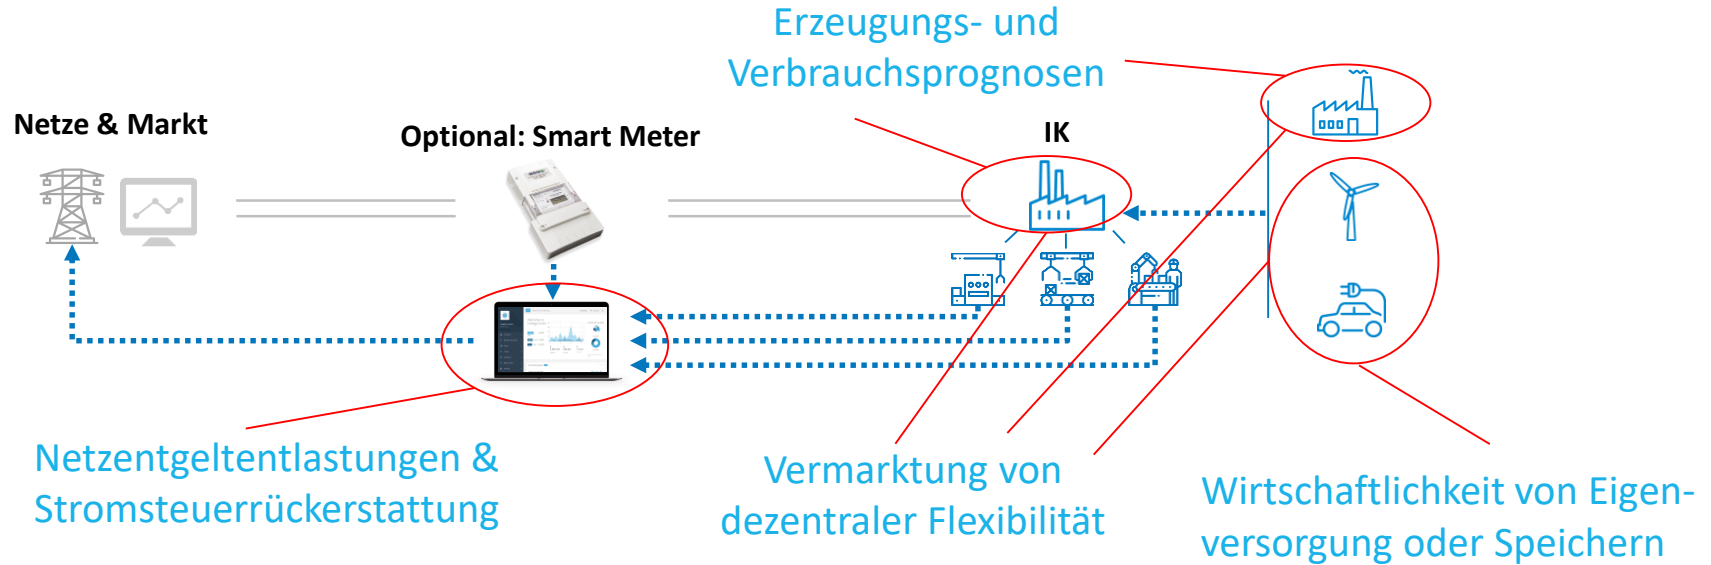 Erzeugungs- und
Verbrauchsprognosen
Netze & Markt
Optional: Smart Meter
IK
Netzentgeltentlastungen &
Stromsteuerrückerstattung
Vermarktung von
dezentraler Flexibilität
Wirtschaftlichkeit von Eigen-
versorgung oder Speichern